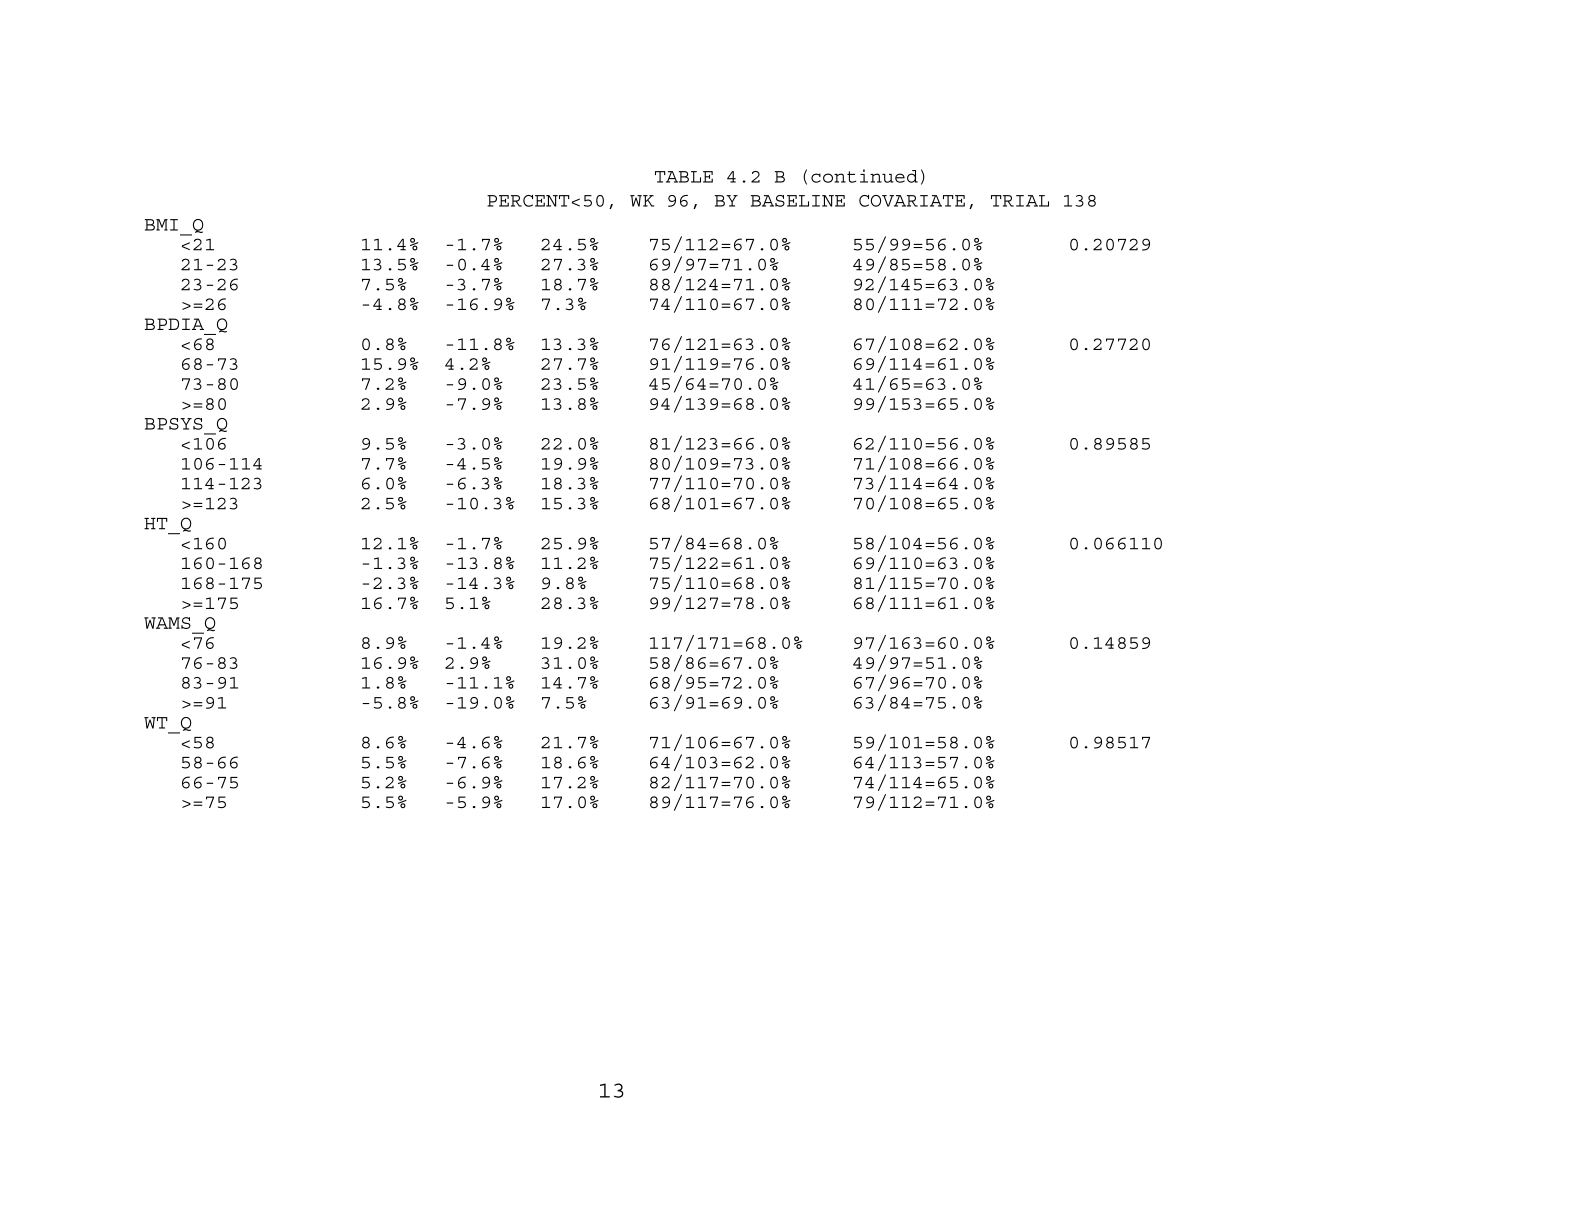 TABLE 4.2 B (continued)
PERCENT<50, WK 96, BY BASELINE COVARIATE, TRIAL 138
BMI_Q
<21 11.4% -1.7% 24.5% 75/112=67.0% 55/99=56.0% 0.20729
21-23 13.5% -0.4% 27.3% 69/97=71.0% 49/85=58.0%
23-26 7.5% -3.7% 18.7% 88/124=71.0% 92/145=63.0%
>=26 -4.8% -16.9% 7.3% 74/110=67.0% 80/111=72.0%
BPDIA_Q
<68 0.8% -11.8% 13.3% 76/121=63.0% 67/108=62.0% 0.27720
68-73 15.9% 4.2% 27.7% 91/119=76.0% 69/114=61.0%
73-80 7.2% -9.0% 23.5% 45/64=70.0% 41/65=63.0%
>=80 2.9% -7.9% 13.8% 94/139=68.0% 99/153=65.0%
BPSYS_Q
<106 9.5% -3.0% 22.0% 81/123=66.0% 62/110=56.0% 0.89585
106-114 7.7% -4.5% 19.9% 80/109=73.0% 71/108=66.0%
114-123 6.0% -6.3% 18.3% 77/110=70.0% 73/114=64.0%
>=123 2.5% -10.3% 15.3% 68/101=67.0% 70/108=65.0%
HT_Q
<160 12.1% -1.7% 25.9% 57/84=68.0% 58/104=56.0% 0.066110
160-168 -1.3% -13.8% 11.2% 75/122=61.0% 69/110=63.0%
168-175 -2.3% -14.3% 9.8% 75/110=68.0% 81/115=70.0%
>=175 16.7% 5.1% 28.3% 99/127=78.0% 68/111=61.0%
WAMS_Q
<76 8.9% -1.4% 19.2% 117/171=68.0% 97/163=60.0% 0.14859
76-83 16.9% 2.9% 31.0% 58/86=67.0% 49/97=51.0%
83-91 1.8% -11.1% 14.7% 68/95=72.0% 67/96=70.0%
>=91 -5.8% -19.0% 7.5% 63/91=69.0% 63/84=75.0%
WT_Q
<58 8.6% -4.6% 21.7% 71/106=67.0% 59/101=58.0% 0.98517
58-66 5.5% -7.6% 18.6% 64/103=62.0% 64/113=57.0%
66-75 5.2% -6.9% 17.2% 82/117=70.0% 74/114=65.0%
>=75 5.5% -5.9% 17.0% 89/117=76.0% 79/112=71.0%
13